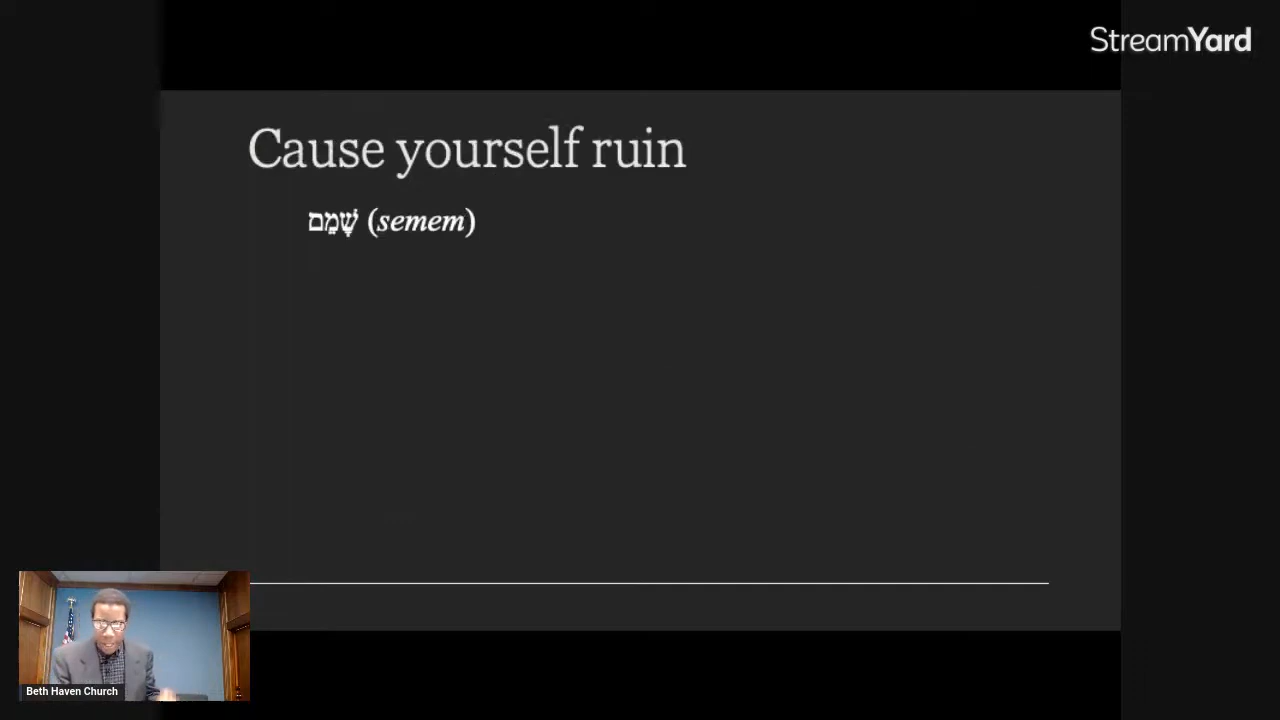 StreamYard
Cause yourself ruin
שָׁמֵם (semem)
Beth Haven Church